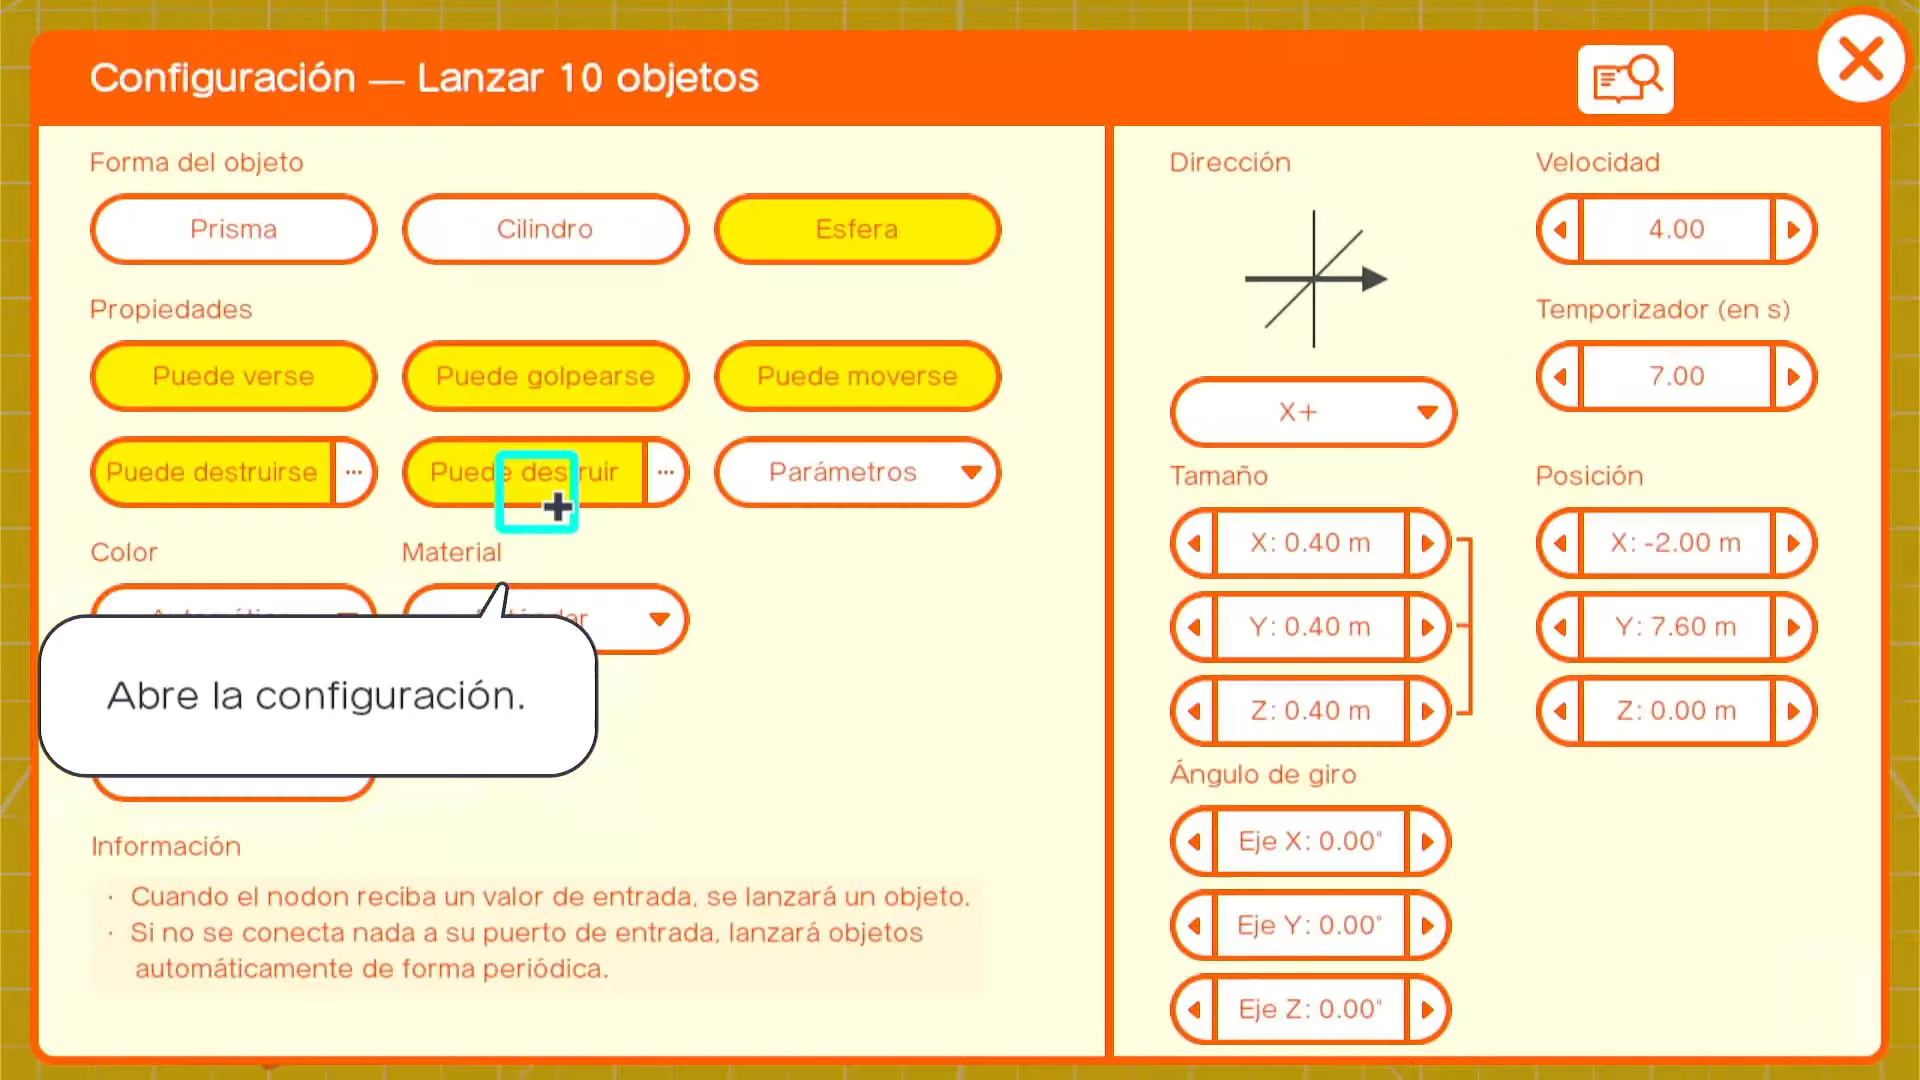 Configuración — Lanzar 10 objetos
Forma del objeto
Prisma
Cilindro
Esfera
Propiedades
Puede verse
Puede golpearse
Puede moverse
Puede destruirse
...
Puede destruir
...
Parámetros
Color
Material
Abre la configuración.
Información
· Cuando el nodon reciba un valor de entrada, se lanzará un objeto.
· Si no se conecta nada a su puerto de entrada, lanzará objetos
automáticamente de forma periódica.
Dirección
X+
Velocidad
4.00
Temporizador (en s)
7.00
Tamaño
X: 0.40 m
Y: 0.40 m
Z: 0.40 m
Posición
X: -2.00 m
Y: 7.60 m
Z: 0.00 m
Ángulo de giro
Eje X: 0.00°
Eje Y: 0.00°
Eje Z: 0.00°